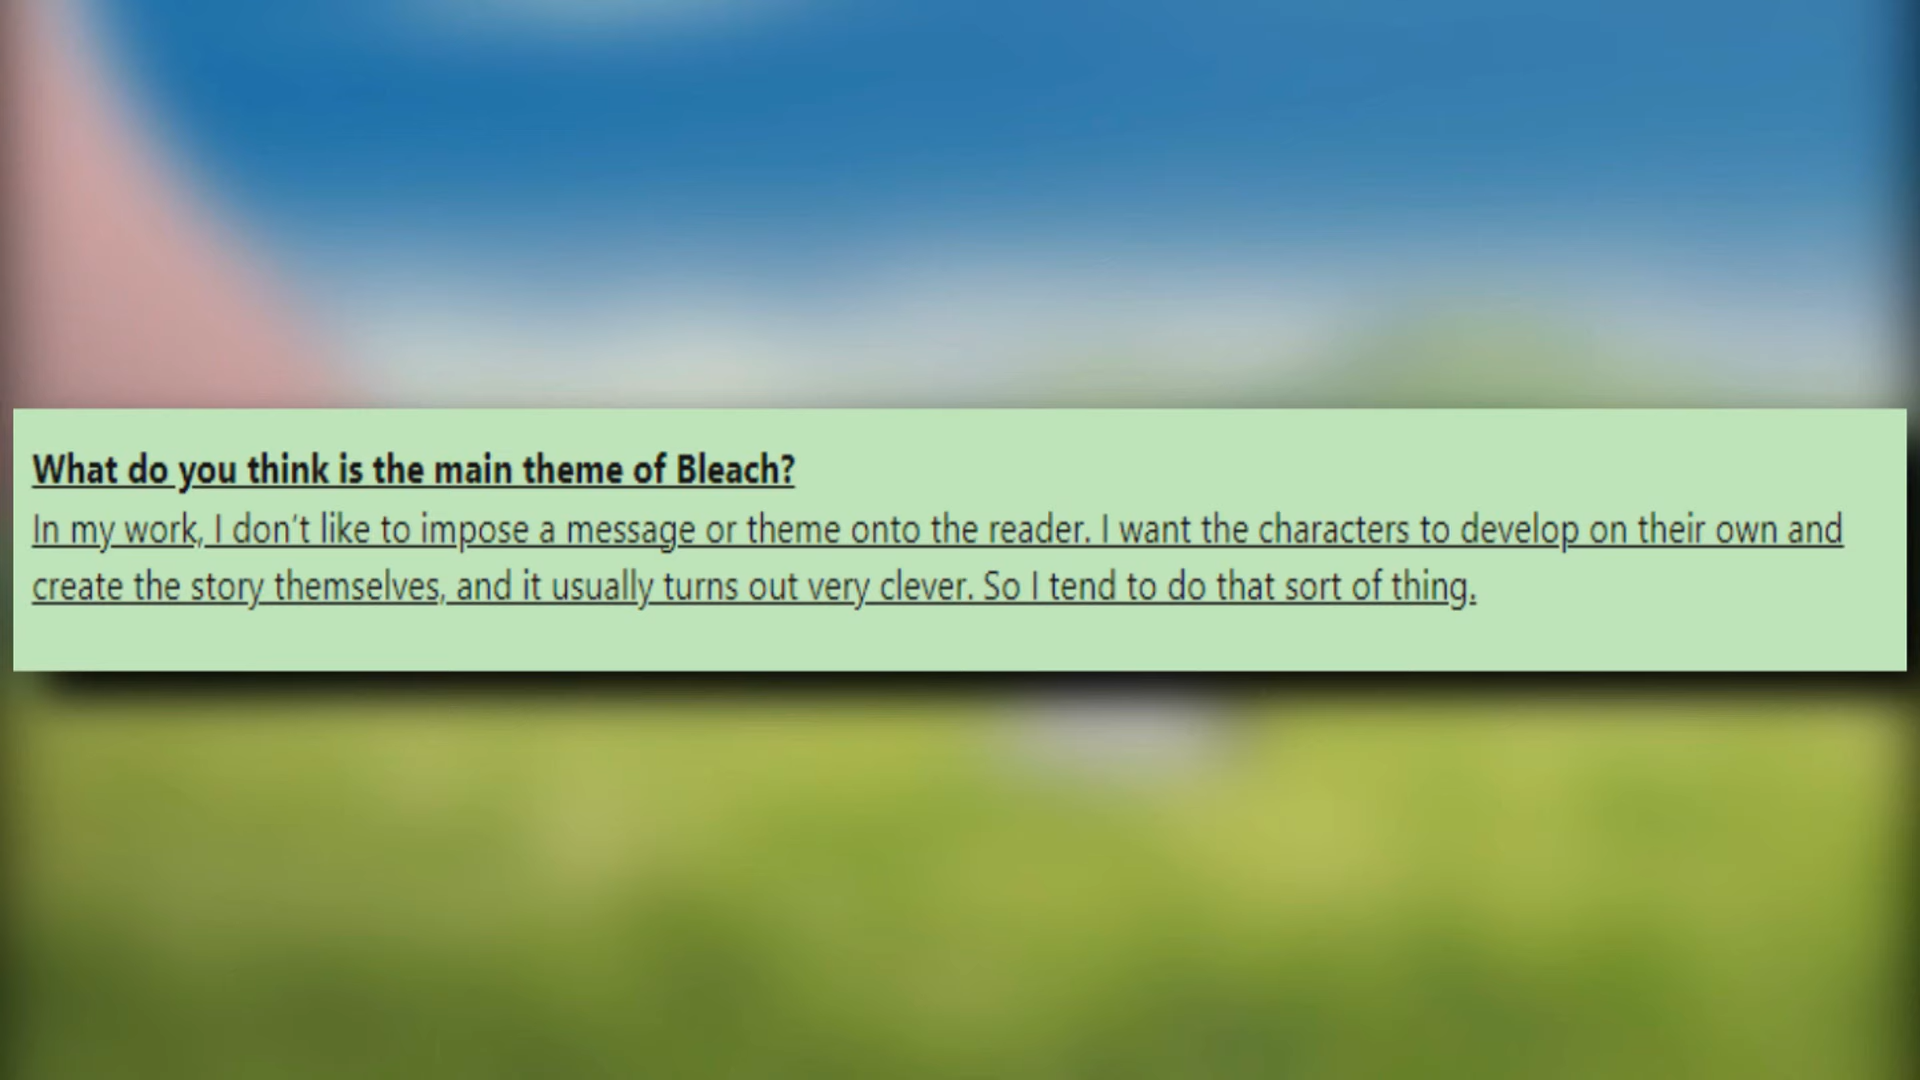 What do you think is the main theme of Bleach?
In my work, I don't like to impose a message or theme onto the reader. I want the characters to develop on their own and
create the story themselves, and it usually turns out very clever. So I tend to do that sort of thing.